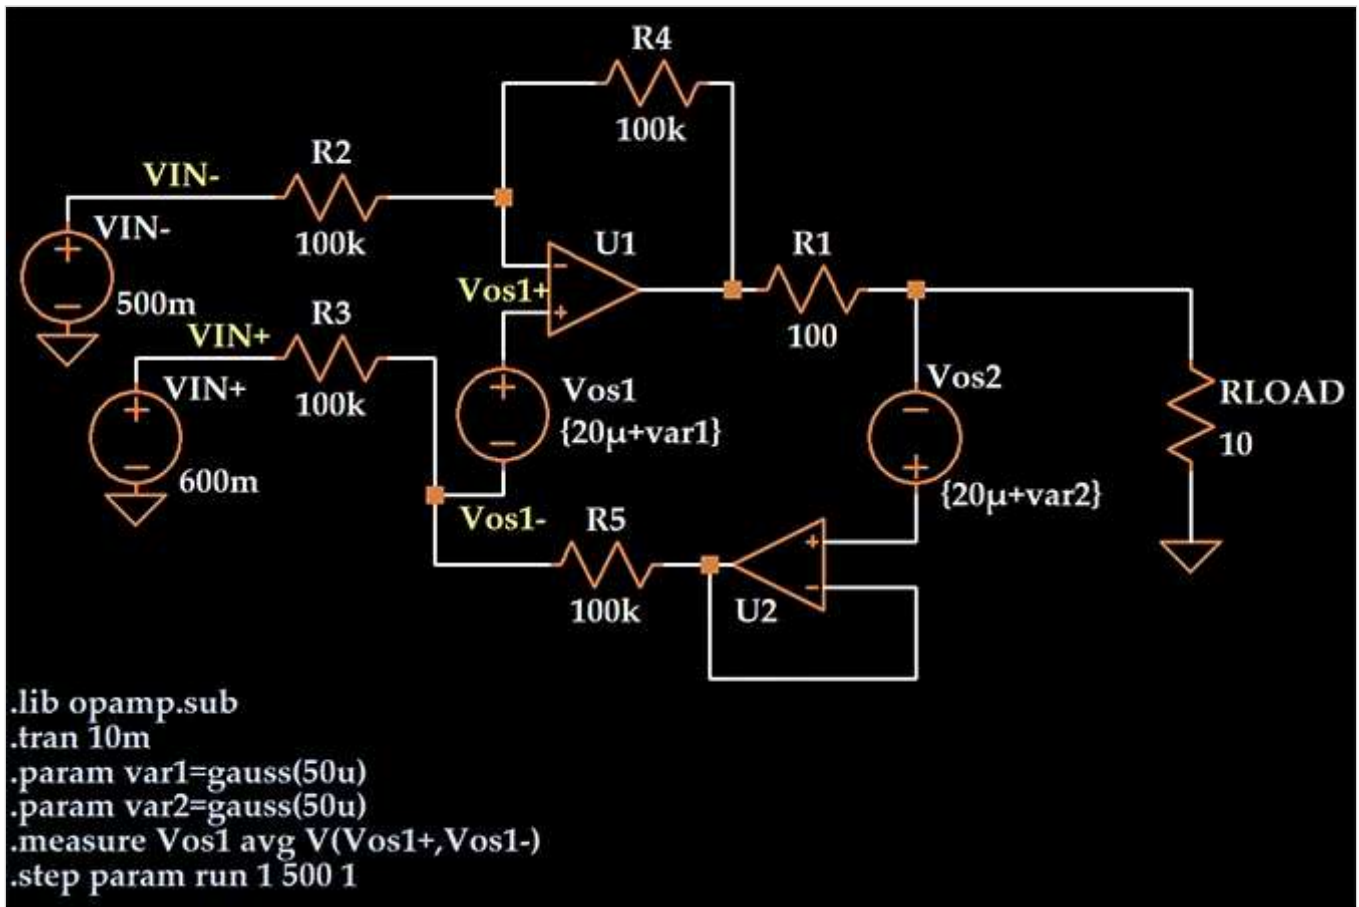 R4
100k
R2
VIN-
VIN-
100k
U1
R1
Vos1+
500m
R3
100
VIN+
VIN+
100k
Vos1
{20µ+var1}
Vos2
RLOAD
10
600m
{20µ+var2}
Vos1-
R5
100k
U2
.lib opamp.sub
.tran 10m
.param var1=gauss(50u)
.param var2=gauss(50u)
.measure Vos1 avg V(Vos1+,Vos1-)
.step param run 1 500 1